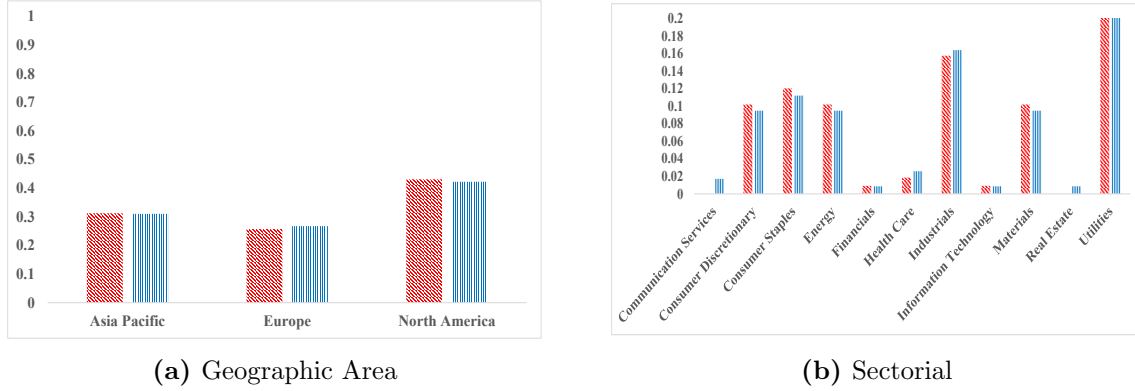 1
0.9
0.8
0.7
0.6
0.5
0.4
0.3
0.2
0.1
0
Asia Pacific Europe North America
(a) Geographic Area
0.2
0.18
0.16
0.14
0.12
0.1
0.08
0.06
0.04
0.02
0
Communication Services
Consumer Discretionary
Consumer Staples
Energy
Financials
Health Care
Industrials
Information Technology
Materials
Real Estate
Utilities
(b) Sectorial